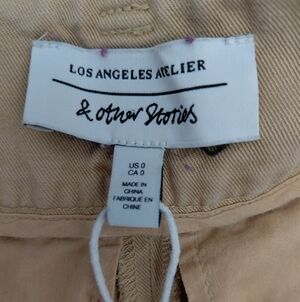 LOS ANGELES ATELIER
& other Stories
US 0
CA 0
MADE IN
CHINA
FABRIQUÉ EN
CHINE